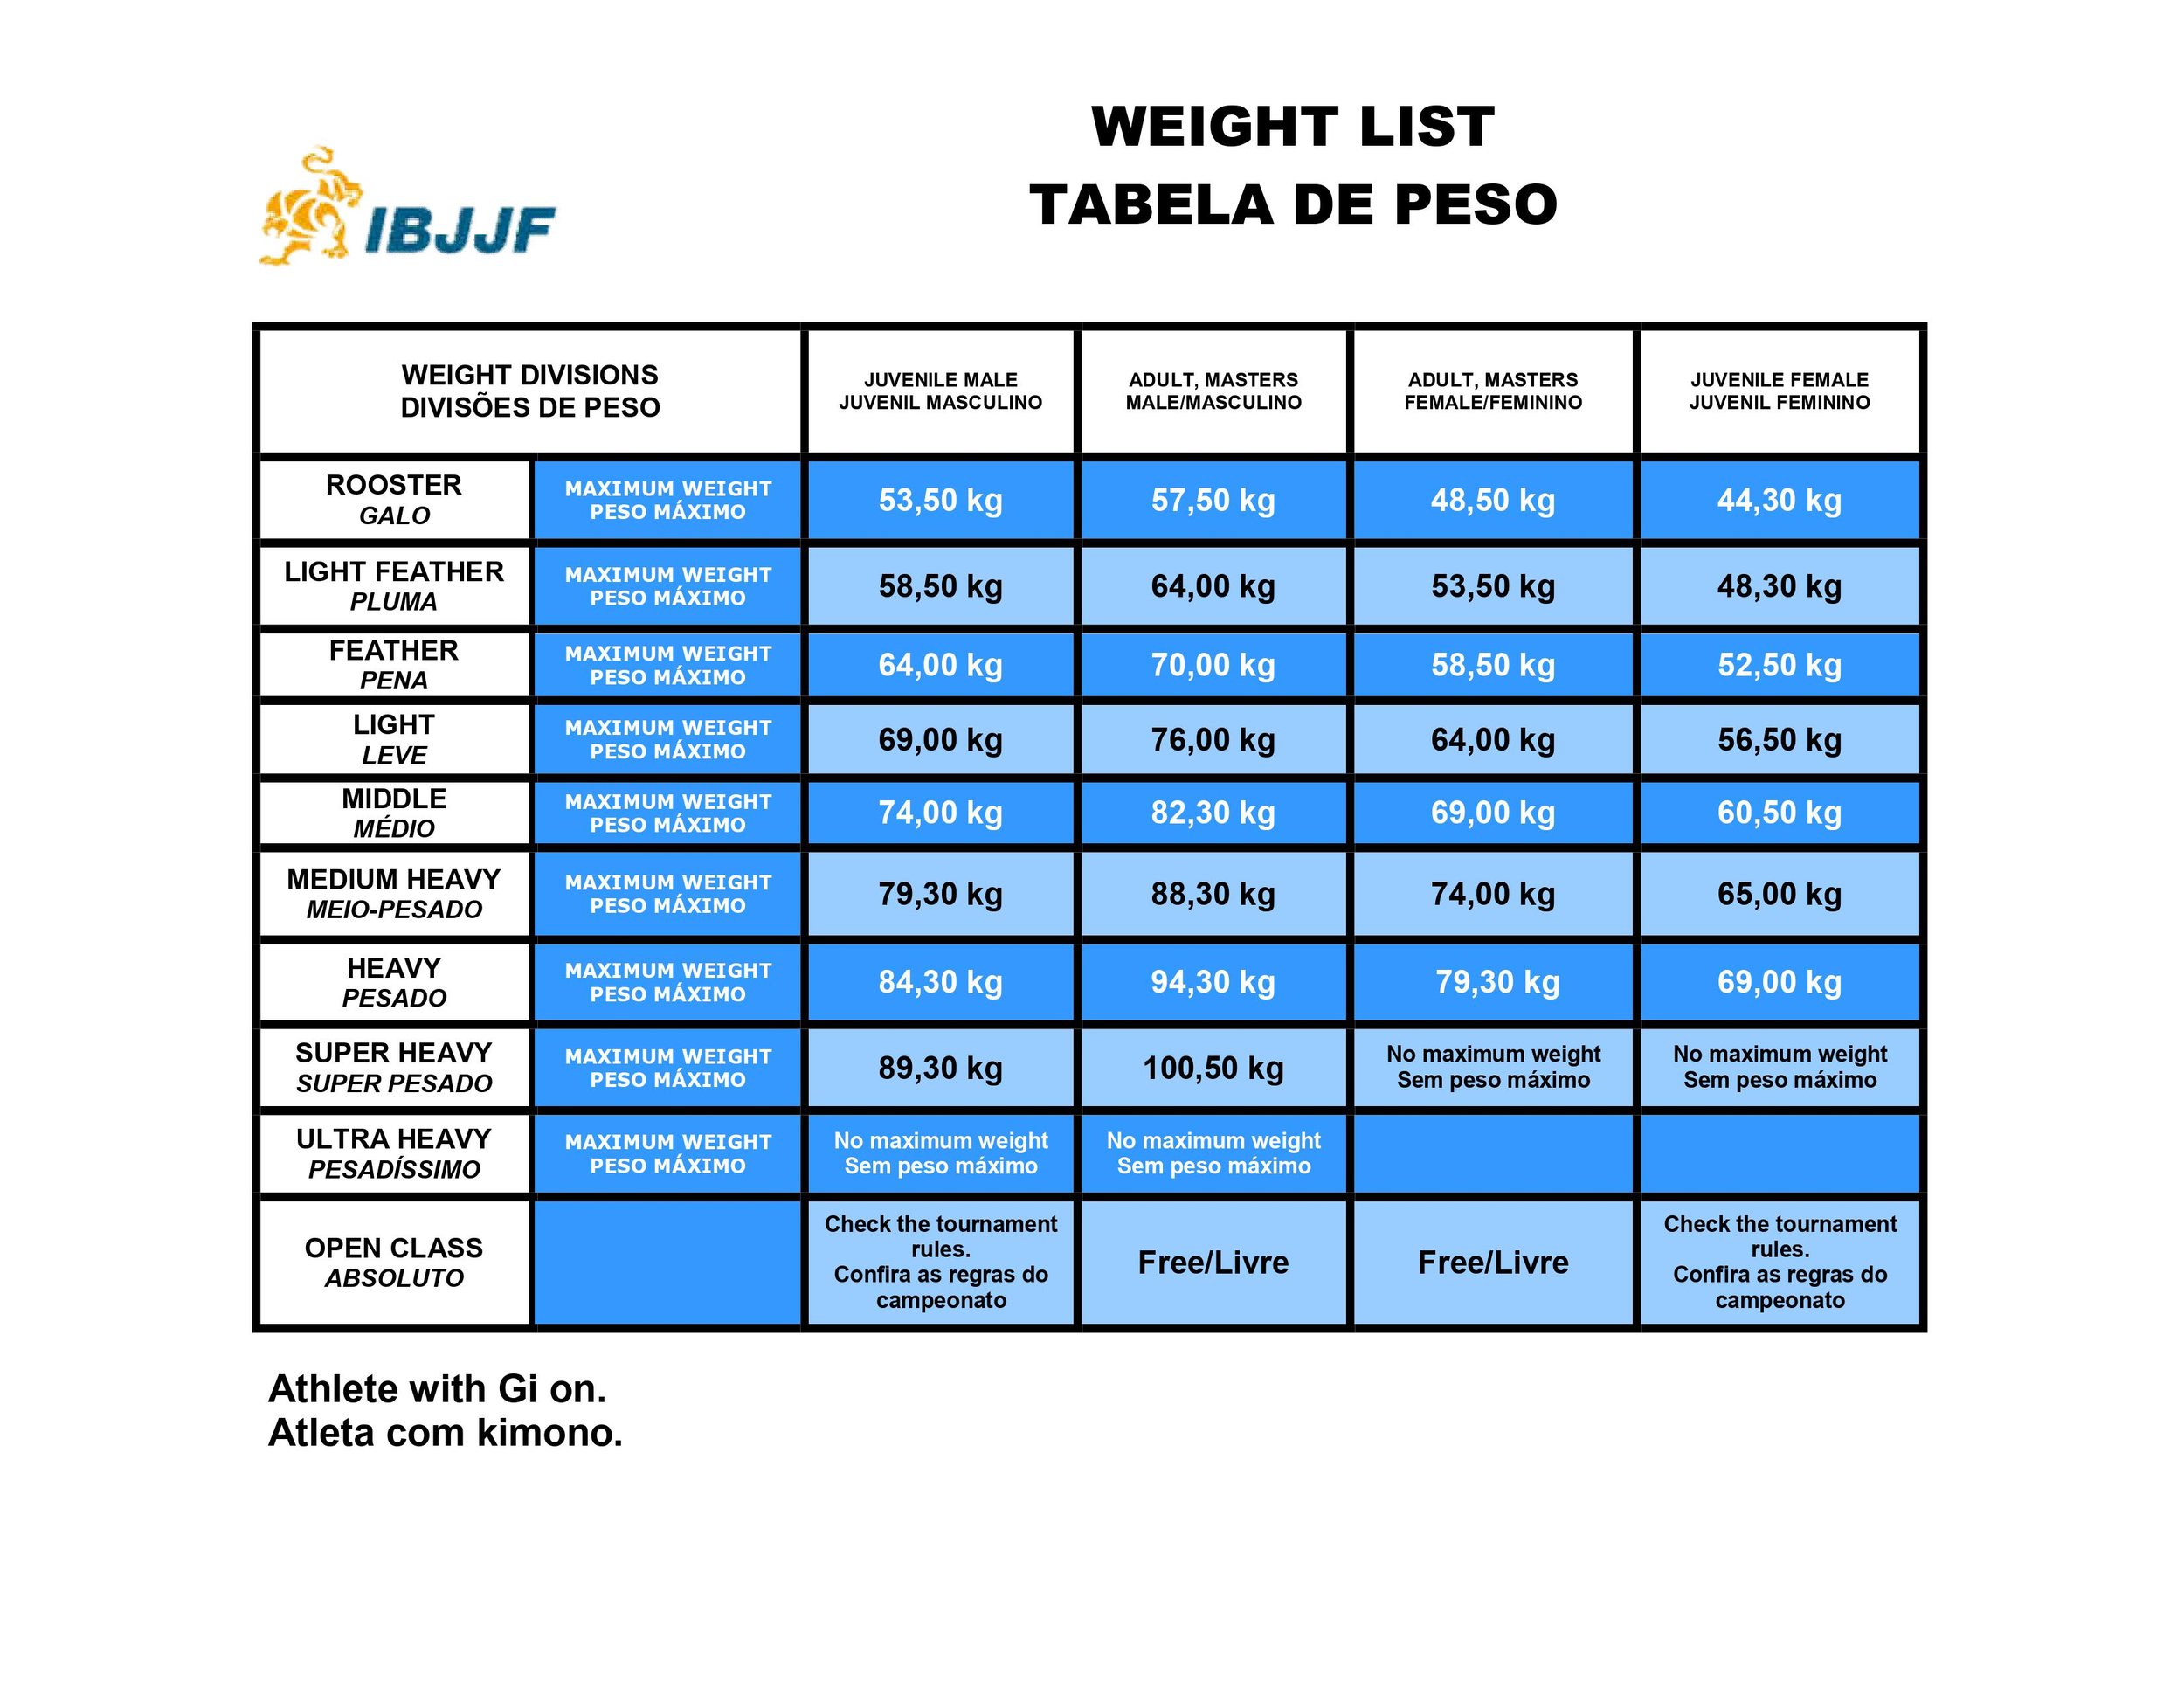 WEIGHT LIST
TABELA DE PESO
IBJJF
WEIGHT DIVISIONS
DIVISÕES DE PESO
JUVENILE MALE
JUVENIL MASCULINO
ADULT, MASTERS
MALE/MASCULINO
ADULT, MASTERS
FEMALE/FEMININO
JUVENILE FEMALE
JUVENIL FEMININO
ROOSTER
GALO
MAXIMUM WEIGHT
PESO MÁXIMO
53,50 kg
57,50 kg
48,50 kg
44,30 kg
LIGHT FEATHER
PLUMA
MAXIMUM WEIGHT
PESO MÁXIMO
58,50 kg
64,00 kg
53,50 kg
48,30 kg
FEATHER
PENA
MAXIMUM WEIGHT
PESO MÁXIMO
64,00 kg
70,00 kg
58,50 kg
52,50 kg
LIGHT
LEVE
MAXIMUM WEIGHT
PESO MÁXIMO
69,00 kg
76,00 kg
64,00 kg
56,50 kg
MIDDLE
MÉDIO
MAXIMUM WEIGHT
PESO MÁXIMO
74,00 kg
82,30 kg
69,00 kg
60,50 kg
MEDIUM HEAVY
MEIO-PESADO
MAXIMUM WEIGHT
PESO MÁXIMO
79,30 kg
88,30 kg
74,00 kg
65,00 kg
HEAVY
PESADO
MAXIMUM WEIGHT
PESO MÁXIMO
84,30 kg
94,30 kg
79,30 kg
69,00 kg
SUPER HEAVY
SUPER PESADO
MAXIMUM WEIGHT
PESO MÁXIMO
89,30 kg
100,50 kg
No maximum weight
Sem peso máximo
No maximum weight
Sem peso máximo
ULTRA HEAVY
PESADÍSSIMO
MAXIMUM WEIGHT
PESO MÁXIMO
No maximum weight
Sem peso máximo
No maximum weight
Sem peso máximo
OPEN CLASS
ABSOLUTO
Check the tournament
rules.
Confira as regras do
campeonato
Free/Livre
Free/Livre
Check the tournament
rules.
Confira as regras do
campeonato
Athlete with Gi on.
Atleta com kimono.